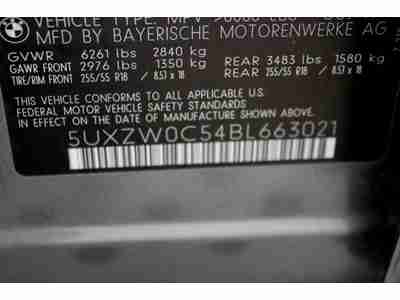 VEHICLE TYPE: MPV
MFD BY BAYERISCHE MOTORENWERKE AG
GVWR 6261 lbs 2840 kg
GAWR FRONT 2976 lbs 1350 kg REAR 3483 lbs 1580 kg
TIRE/RIM FRONT 255/55 R18 / 8.5J x 18 REAR 255/55 R18 / 8.5J x 18
THIS VEHICLE CONFORMS TO ALL APPLICABLE U.S.
FEDERAL MOTOR VEHICLE SAFETY STANDARDS IN EFFECT ON
THE DATE OF MANUFACTURE SHOWN ABOVE.
5UXZW0C54BL663021